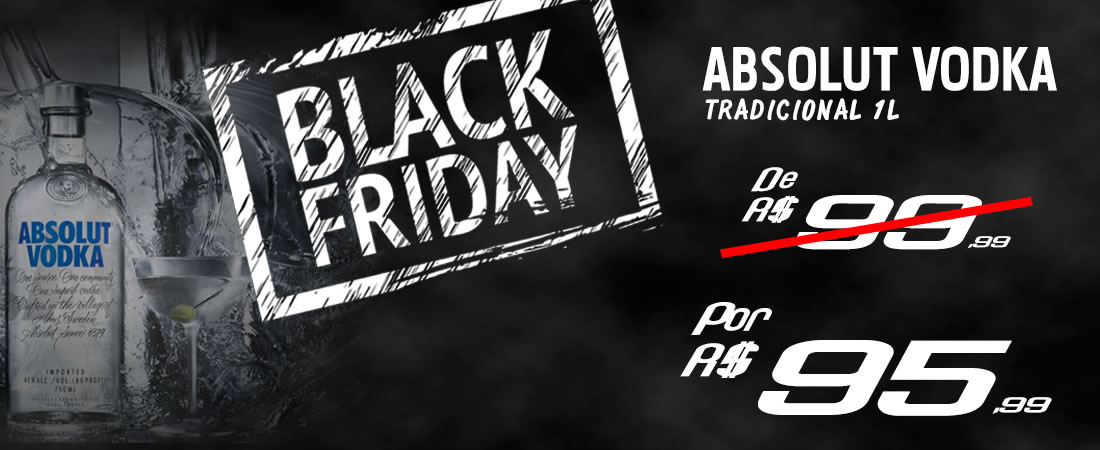 BLACK
FRIDAY
ABSOLUT VODKA
TRADICIONAL 1L
De
R$ 99,99
Por
R$ 95,99
ABSOLUT
VODKA
One source. One community
One superb vodka.
Crafted in the village of
Åhus, Sweden
Absolut Since 1879
IMPORTED
40%ALC./VOL.(80 PROOF)
750ML